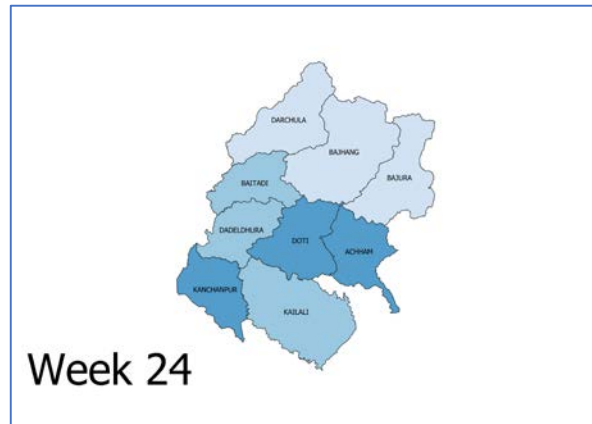 DARCHULA
BAJHANG
BAJURA
BAITADI
DADELDHURA
DOTI
ACHHAM
KANCHANPUR
KAILALI
Week 24